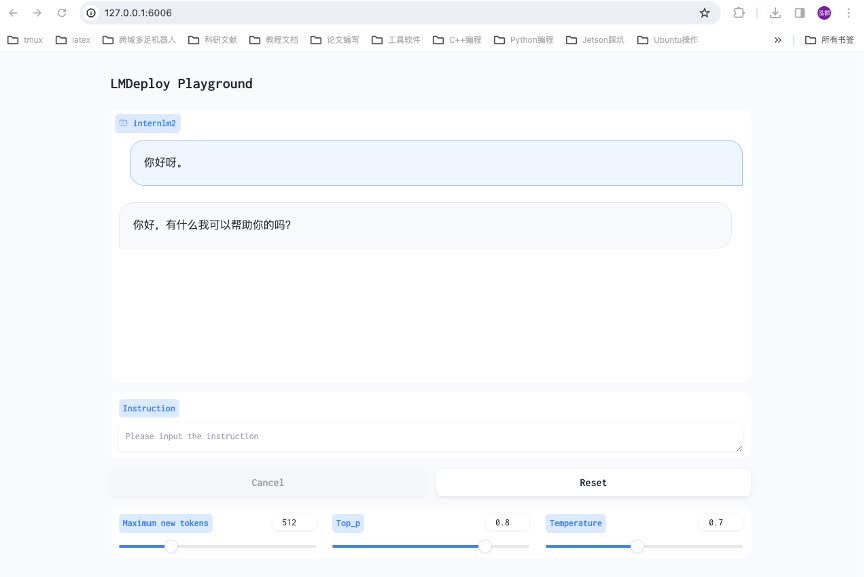 127.0.0.1:6006
tmux latex 跨域多足机器人 科研文献 教程文档 论文编写 工具软件 C++编程 Python编程 Jetson踩坑 Ubuntu操作 » 所有书签
LMDeploy Playground
internlm2
你好呀。
你好，有什么我可以帮助你的吗？
Instruction
Please input the instruction
Cancel Reset
Maximum new tokens 512 Top_p 0.8 Temperature 0.7